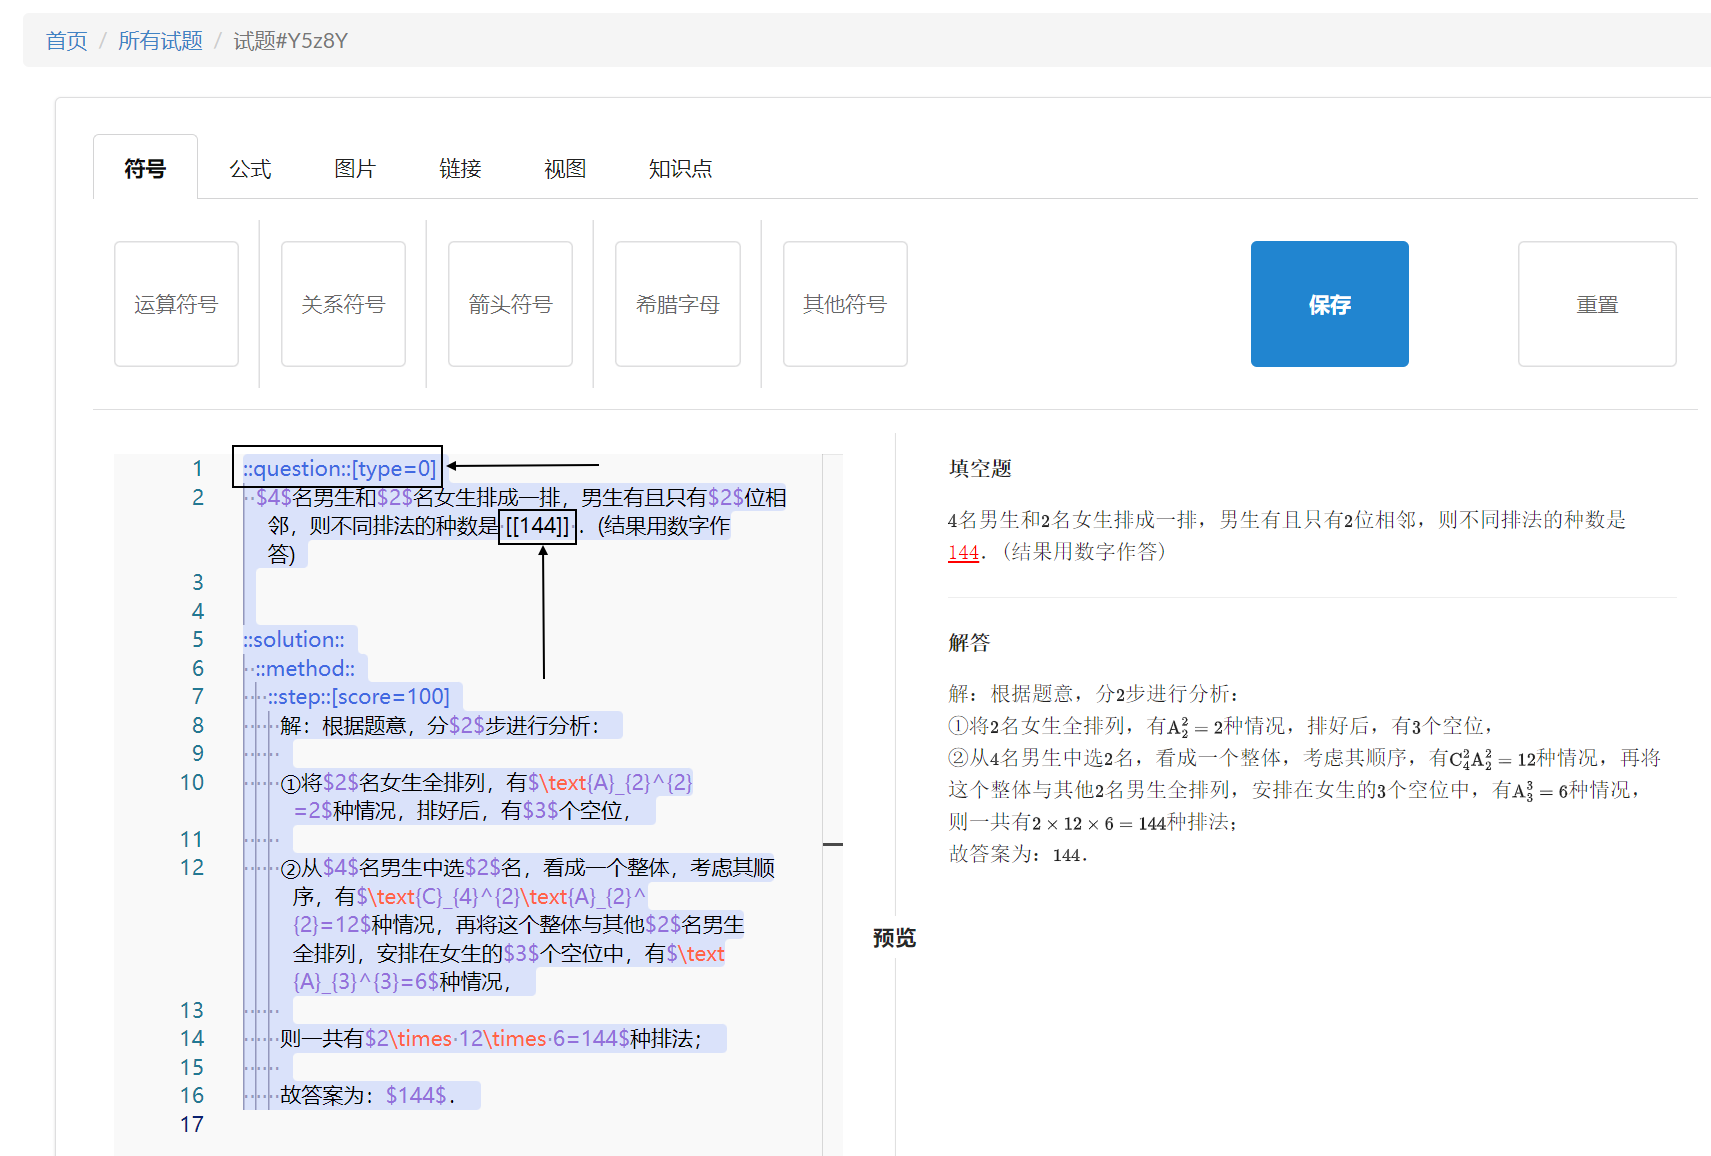 首页 / 所有试题 / 试题#Y5z8Y
符号 公式 图片 链接 视图 知识点
运算符号 关系符号 箭头符号 希腊字母 其他符号 保存 重置
1 ::question::[type=0]
2 ··$4$名男生和$2$名女生排成一排，男生有且只有$2$位相
邻，则不同排法的种数是·[[144]]·．(结果用数字作
答)
3
4
5 ::solution::
6 ··::method::
7 ····::step::[score=100]
8 ······解：根据题意，分$2$步进行分析：
9 ······
10 ······①将$2$名女生全排列，有$\text{A}_{2}^{2}
=2$种情况，排好后，有$3$个空位，
11 ······
12 ······②从$4$名男生中选$2$名，看成一个整体，考虑其顺
序，有$\text{C}_{4}^{2}\text{A}_{2}^
{2}=12$种情况，再将这个整体与其他$2$名男生
全排列，安排在女生的$3$个空位中，有$\text
{A}_{3}^{3}=6$种情况，
13 ······
14 ······则一共有$2\times·12\times·6=144$种排法；
15 ······
16 ······故答案为：$144$．
17
预览
填空题
4名男生和2名女生排成一排，男生有且只有2位相邻，则不同排法的种数是
144．(结果用数字作答)
解答
解：根据题意，分2步进行分析：
①将2名女生全排列，有A₂² = 2种情况，排好后，有3个空位，
②从4名男生中选2名，看成一个整体，考虑其顺序，有C₄²A₂² = 12种情况，再将
这个整体与其他2名男生全排列，安排在女生的3个空位中，有A₃³ = 6种情况，
则一共有2 × 12 × 6 = 144种排法；
故答案为：144．